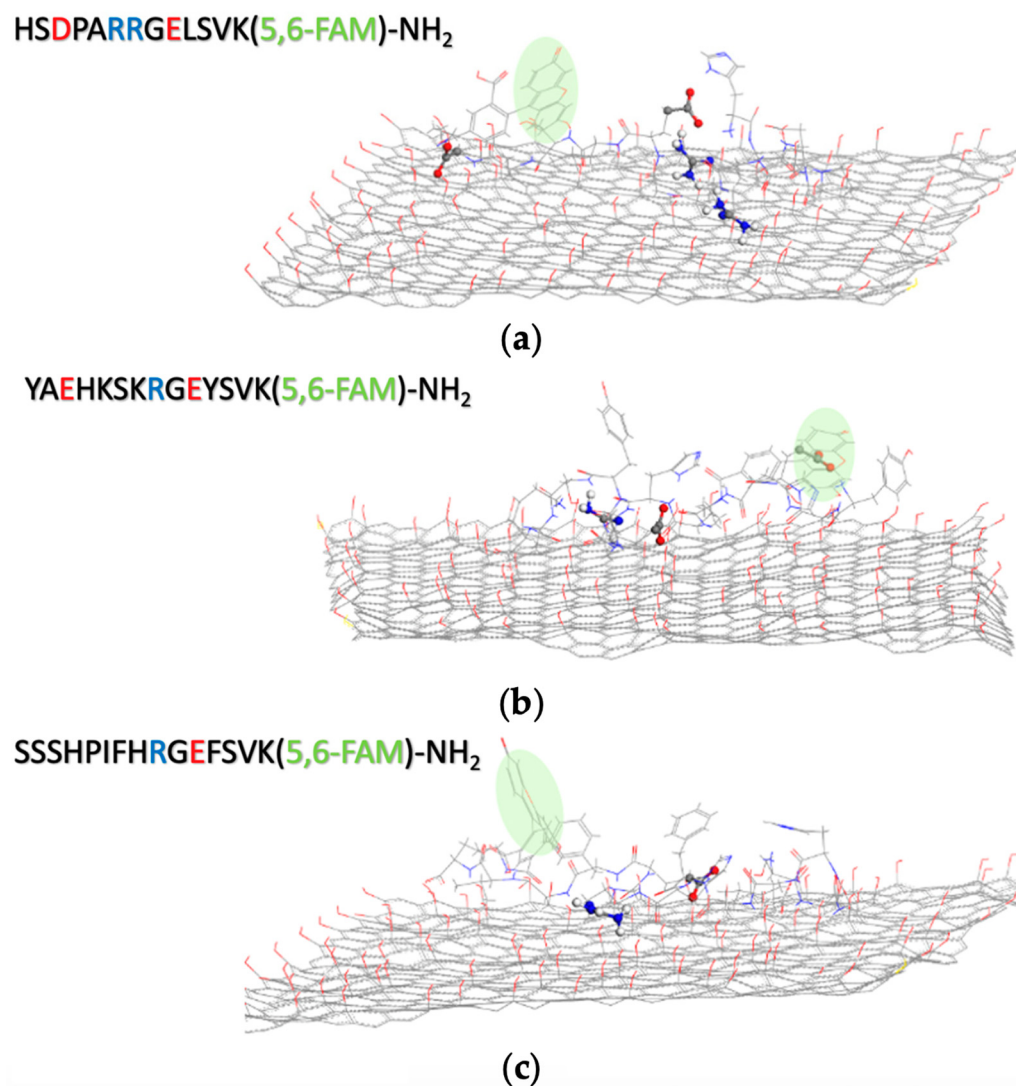 HSDPARRGELSVK(5,6-FAM)-NH₂
(a)
YAEHKSKRGEYSVK(5,6-FAM)-NH₂
(b)
SSSHPIFHRGEFSVK(5,6-FAM)-NH₂
(c)